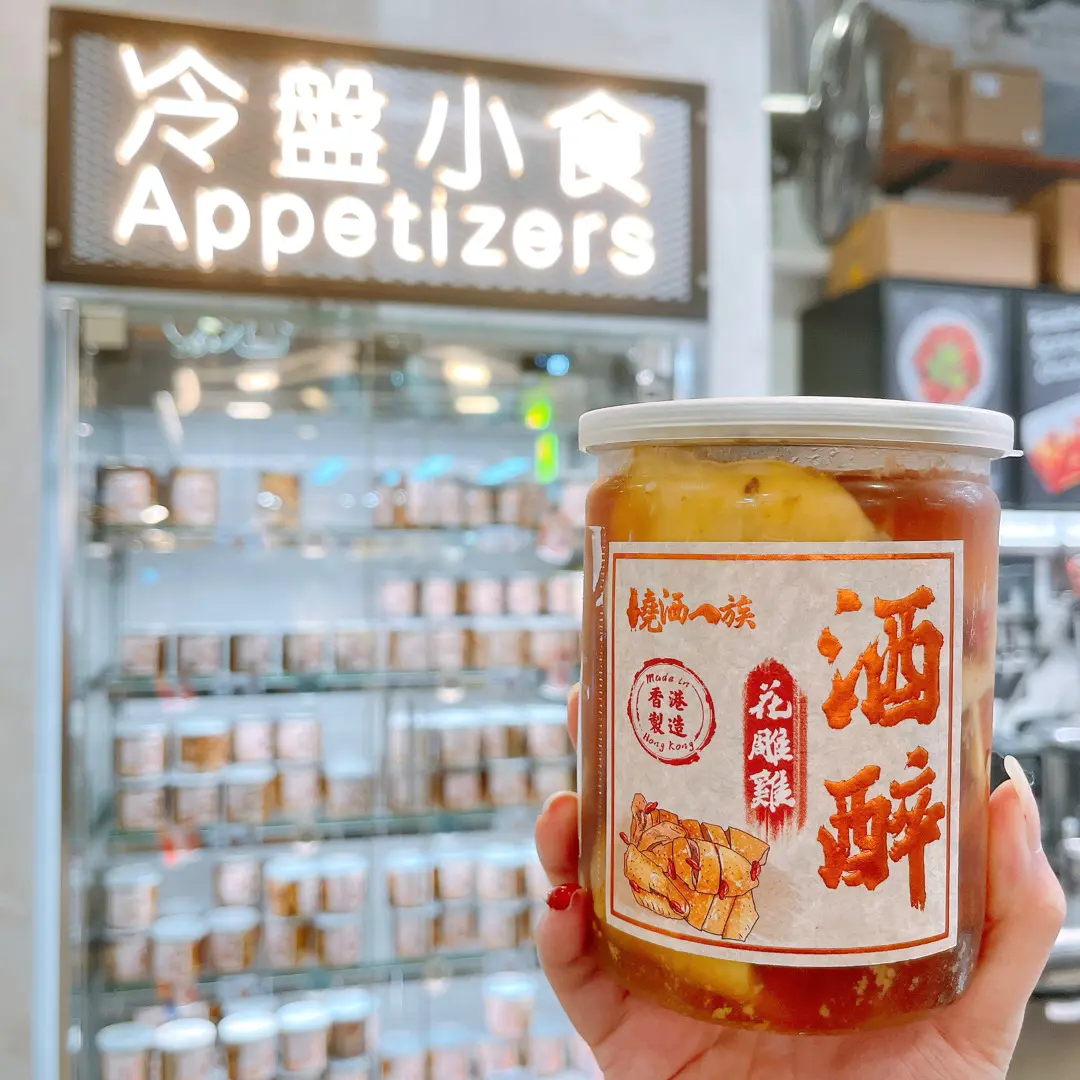 冷盤小食
Appetizers
燒酒一族
酒醉
花雕雞
Made in
香港
製造
Hong Kong